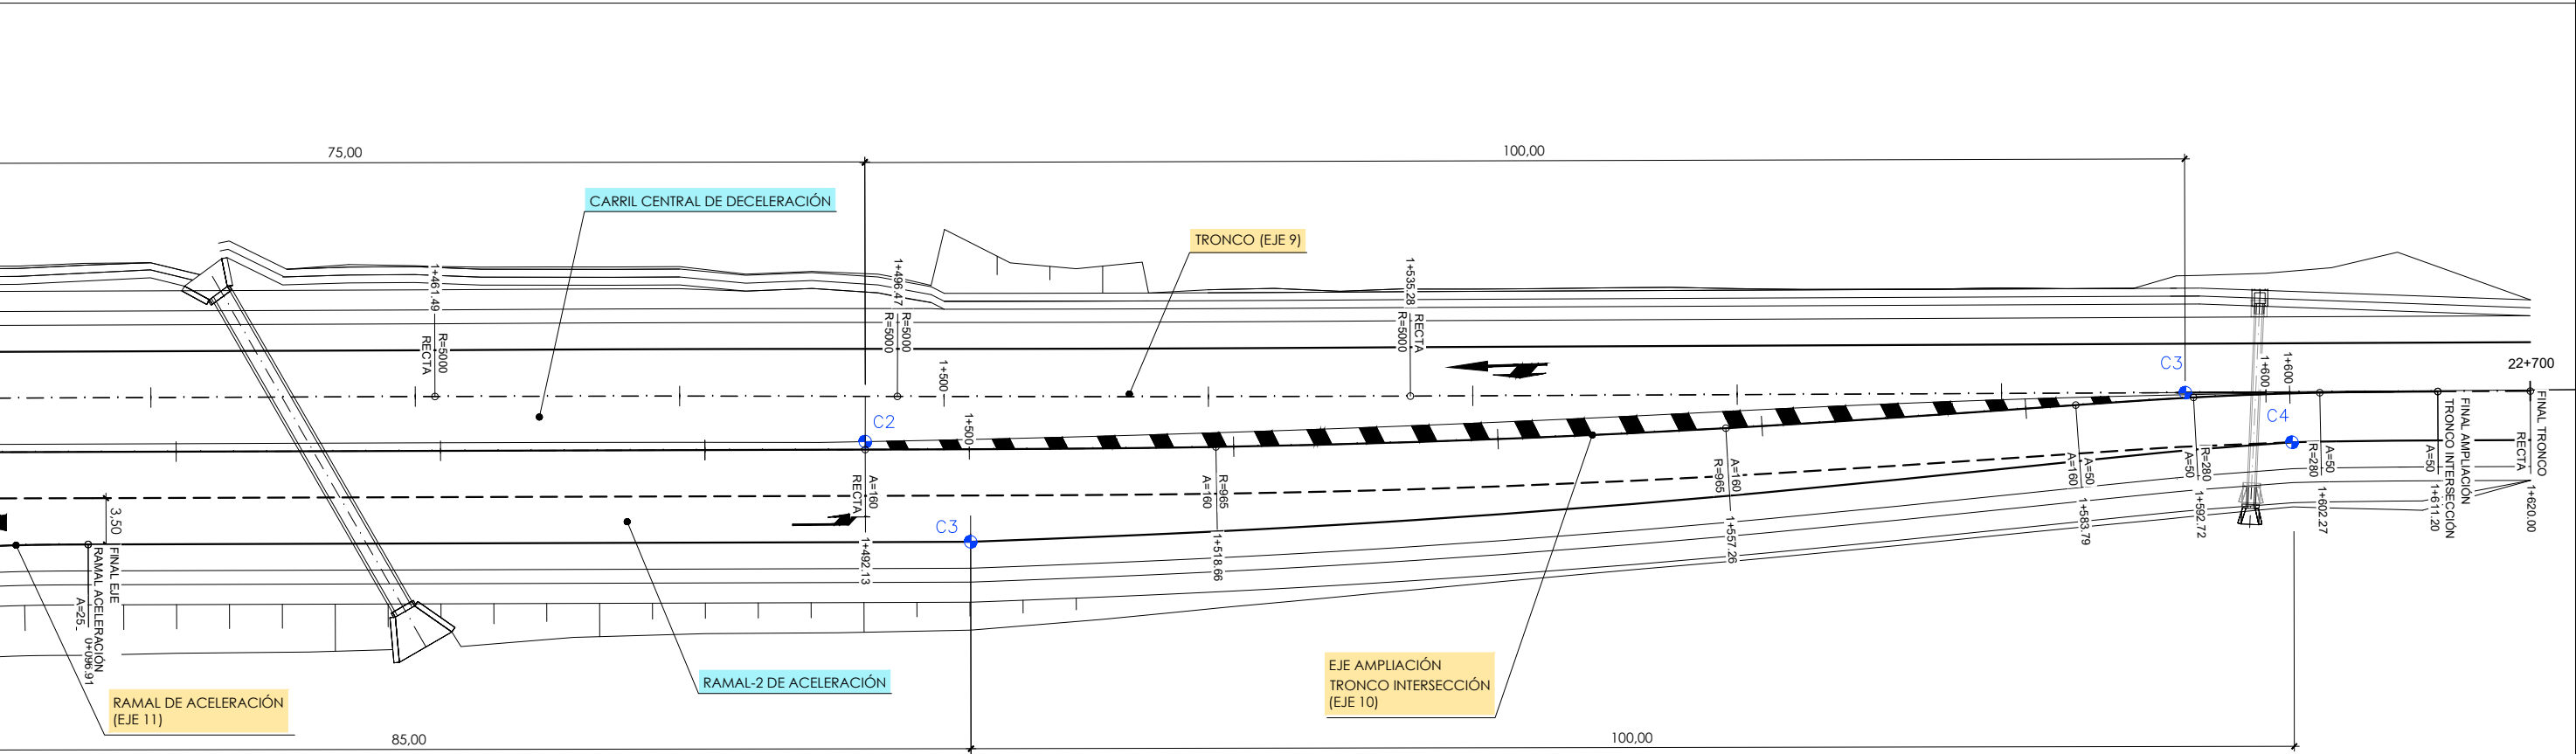 75,00
100,00
CARRIL CENTRAL DE DECELERACIÓN
TRONCO (EJE 9)
1+461.49
R=5000
RECTA
1+496.47
R=5000
R=5000
1+500
1+535.28
RECTA
R=5000
C3
1+600
1+600
22+700
C2
1+500
C4
FINAL TRONCO
RECTA
1+620.00
FINAL AMPLIACIÓN
TRONCO INTERSECCIÓN
A=50
1+611.20
A=50
R=280
1+602.27
R=280
A=50
1+592.72
A=50
A=160
1+583.79
A=160
R=965
1+557.26
R=965
A=160
1+518.66
A=160
RECTA
1+492.13
C3
3,50
FINAL EJE
RAMAL ACELERACIÓN
A=25
0+096.91
RAMAL-2 DE ACELERACIÓN
EJE AMPLIACIÓN
TRONCO INTERSECCIÓN
(EJE 10)
RAMAL DE ACELERACIÓN
(EJE 11)
85,00
100,00